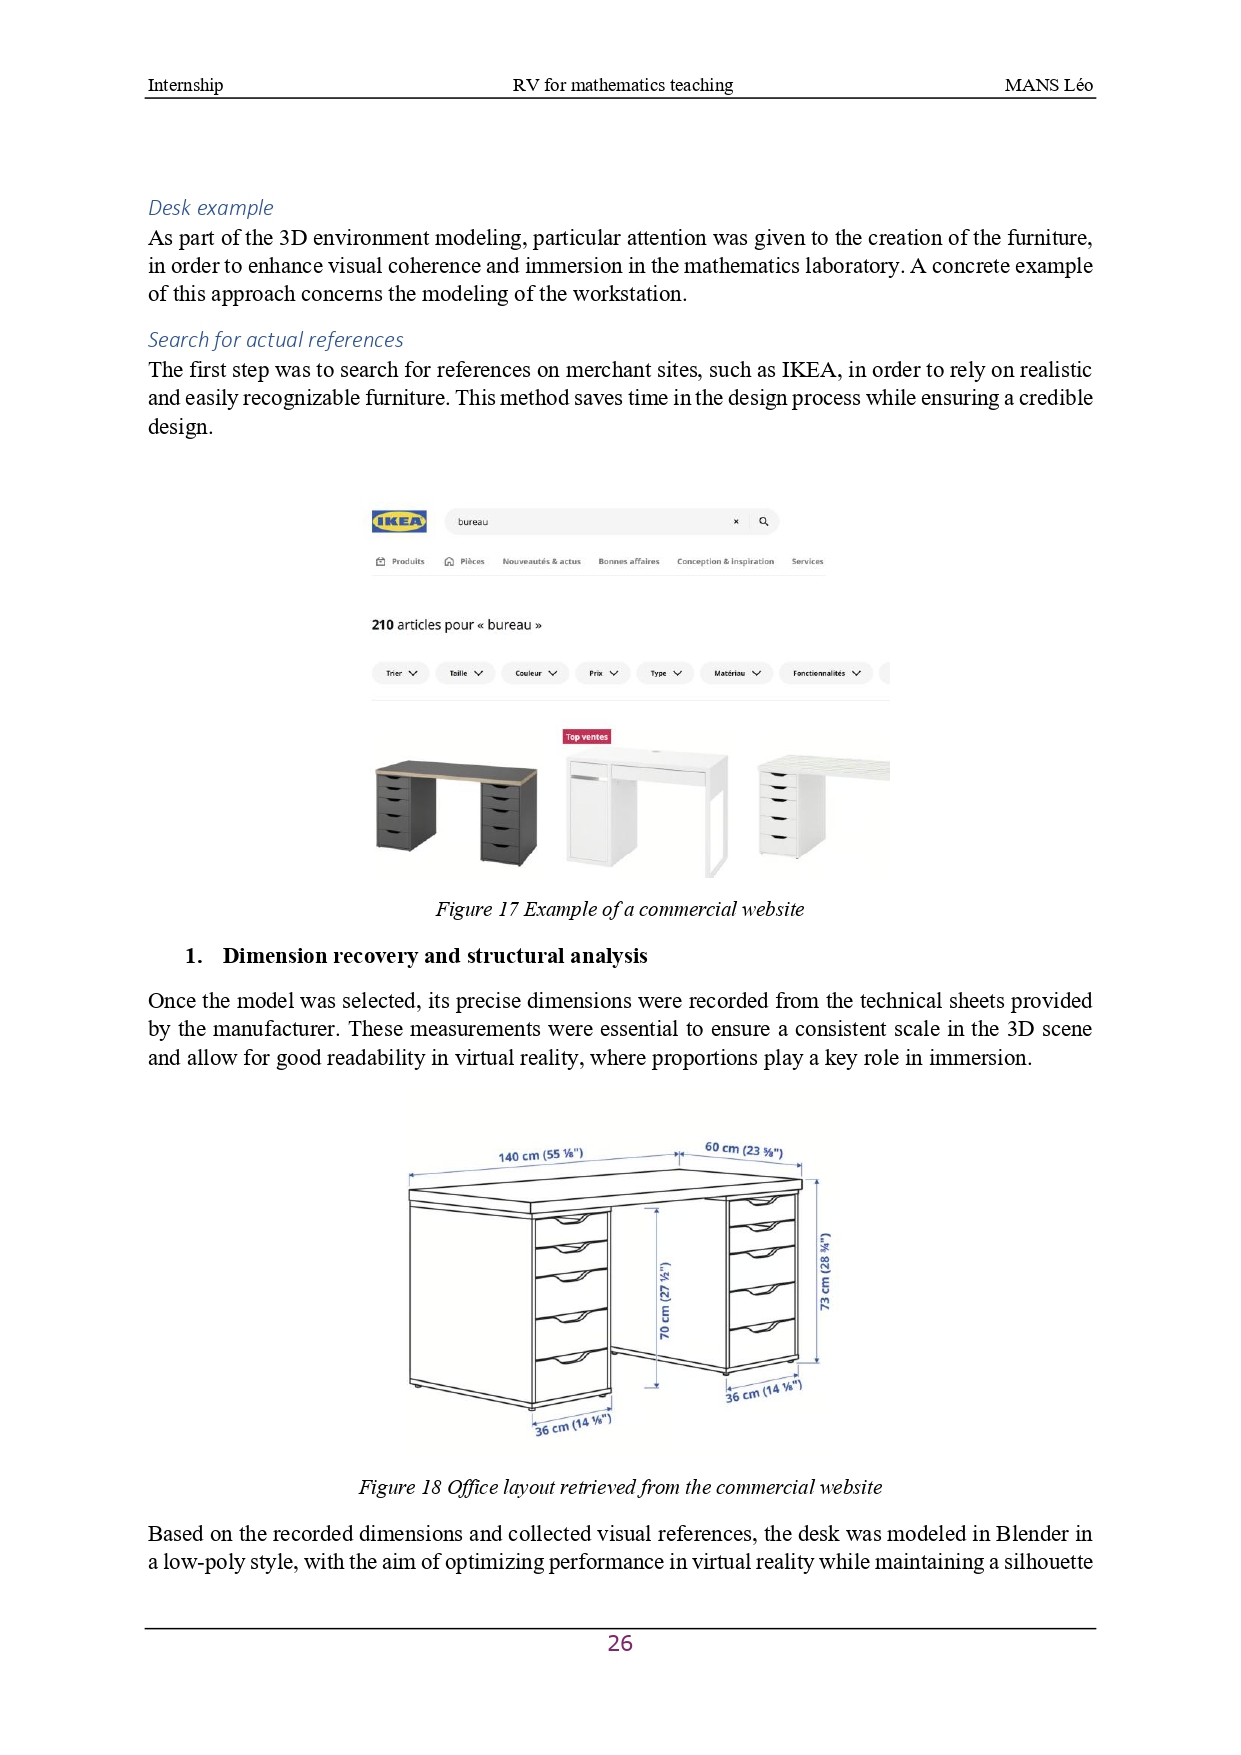 Internship RV for mathematics teaching MANS Léo
Desk example
As part of the 3D environment modeling, particular attention was given to the creation of the furniture,
in order to enhance visual coherence and immersion in the mathematics laboratory. A concrete example
of this approach concerns the modeling of the workstation.
Search for actual references
The first step was to search for references on merchant sites, such as IKEA, in order to rely on realistic
and easily recognizable furniture. This method saves time in the design process while ensuring a credible
design.
IKEA bureau
Produits Pièces Nouveautés & actus Bonnes affaires Conception & inspiration Services
210 articles pour « bureau »
Trier Taille Couleur Prix Type Matériau Fonctionnalités
Top ventes
Figure 17 Example of a commercial website
1. Dimension recovery and structural analysis
Once the model was selected, its precise dimensions were recorded from the technical sheets provided
by the manufacturer. These measurements were essential to ensure a consistent scale in the 3D scene
and allow for good readability in virtual reality, where proportions play a key role in immersion.
140 cm (55 ⅛")
60 cm (23 ⅝")
70 cm (27 ½")
73 cm (28 ¾")
36 cm (14 ⅛")
36 cm (14 ⅛")
Figure 18 Office layout retrieved from the commercial website
Based on the recorded dimensions and collected visual references, the desk was modeled in Blender in
a low-poly style, with the aim of optimizing performance in virtual reality while maintaining a silhouette
26